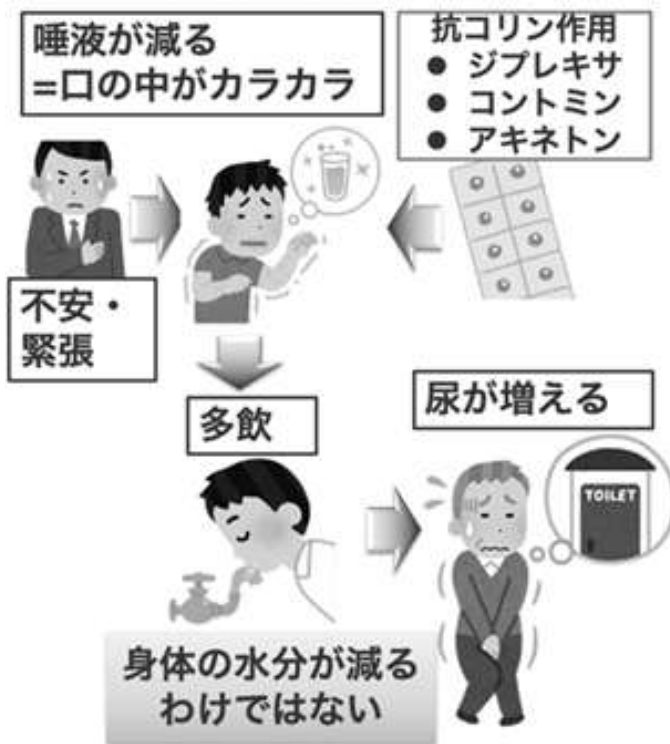 唾液が減る
=口の中がカラカラ
抗コリン作用
● ジプレキサ
● コントミン
● アキネトン
不安・
緊張
多飲
尿が増える
TOILET
身体の水分が減る
わけではない